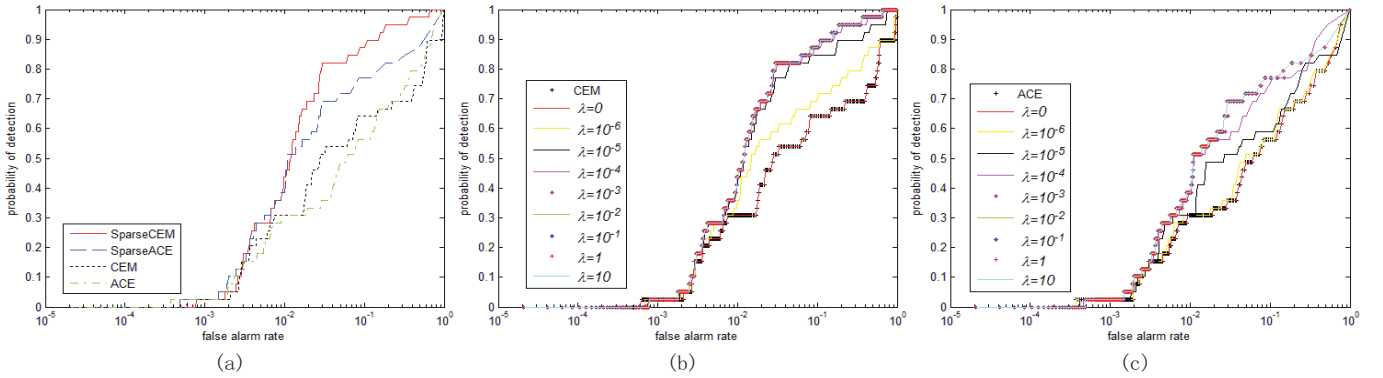 1
0.9
0.8
0.7
0.6
0.5
0.4
0.3
0.2
0.1
0
probability of detection
SparseCEM
SparseACE
CEM
ACE
10-5
10-4
10-3
10-2
10-1
100
false alarm rate
(a)
1
0.9
0.8
0.7
0.6
0.5
0.4
0.3
0.2
0.1
0
probability of detection
CEM
λ=0
λ=10-6
λ=10-5
λ=10-4
λ=10-3
λ=10-2
λ=10-1
λ=1
λ=10
10-5
10-4
10-3
10-2
10-1
100
false alarm rate
(b)
1
0.9
0.8
0.7
0.6
0.5
0.4
0.3
0.2
0.1
0
probability of detection
ACE
λ=0
λ=10-6
λ=10-5
λ=10-4
λ=10-3
λ=10-2
λ=10-1
λ=1
λ=10
10-5
10-4
10-3
10-2
10-1
100
false alarm rate
(c)